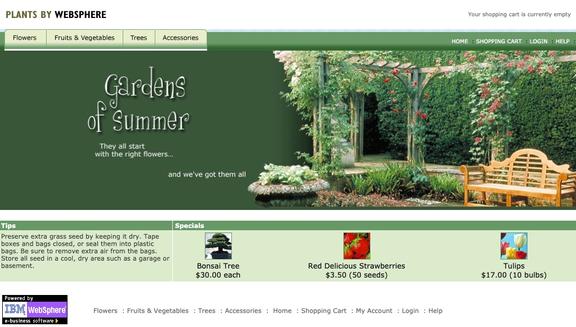 PLANTS BY WEBSPHERE
Your shopping cart is currently empty
Flowers Fruits & Vegetables Trees Accessories
HOME : SHOPPING CART : LOGIN : HELP
Gardens
of Summer
They all start
with the right flowers...
and we've got them all
Tips
Preserve extra grass seed by keeping it dry. Tape
boxes and bags closed, or seal them into plastic
bags. Be sure to remove extra air from the bags.
Store all seed in a cool, dry area such as a garage or
basement.
Specials
Bonsai Tree
$30.00 each
Red Delicious Strawberries
$3.50 (50 seeds)
Tulips
$17.00 (10 bulbs)
Powered by
IBM WebSphere
e-business software
Flowers : Fruits & Vegetables : Trees : Accessories : Home : Shopping Cart : My Account : Login : Help